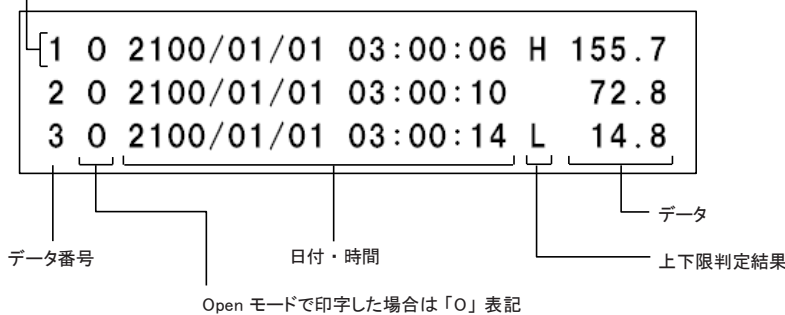 1 O 2100/01/01 03:00:06 H 155.7
2 O 2100/01/01 03:00:10 72.8
3 O 2100/01/01 03:00:14 L 14.8
データ
データ番号
日付・時間
上下限判定結果
Open モードで印字した場合は「O」表記